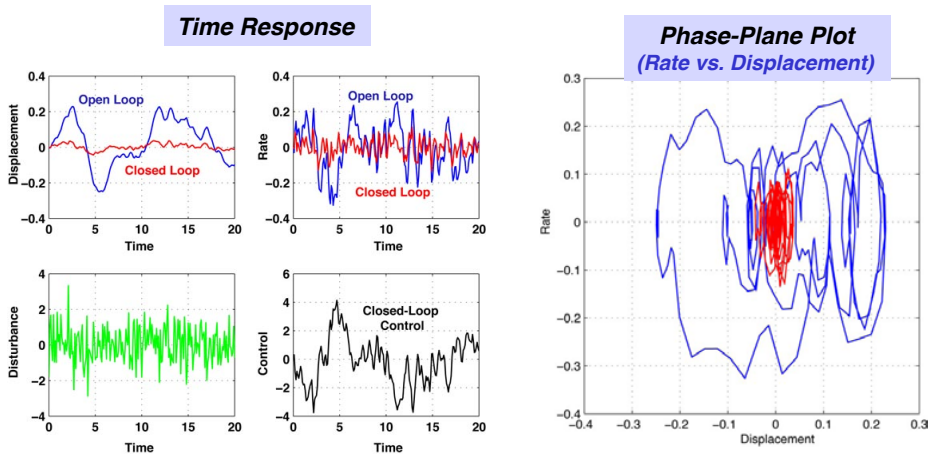 Time Response
Phase-Plane Plot
(Rate vs. Displacement)
0.4
0.2
0
−0.2
−0.4
Displacement
Open Loop
Closed Loop
0 5 10 15 20
Time
0.4
0.2
0
−0.2
−0.4
Rate
Open Loop
Closed Loop
0 5 10 15 20
Time
4
2
0
−2
−4
Disturbance
0 5 10 15 20
Time
6
4
2
0
−2
−4
Control
Closed-Loop
Control
0 5 10 15 20
Time
0.3
0.2
0.1
0
−0.1
−0.2
−0.3
−0.4
Rate
−0.4 −0.3 −0.2 −0.1 0 0.1 0.2 0.3
Displacement